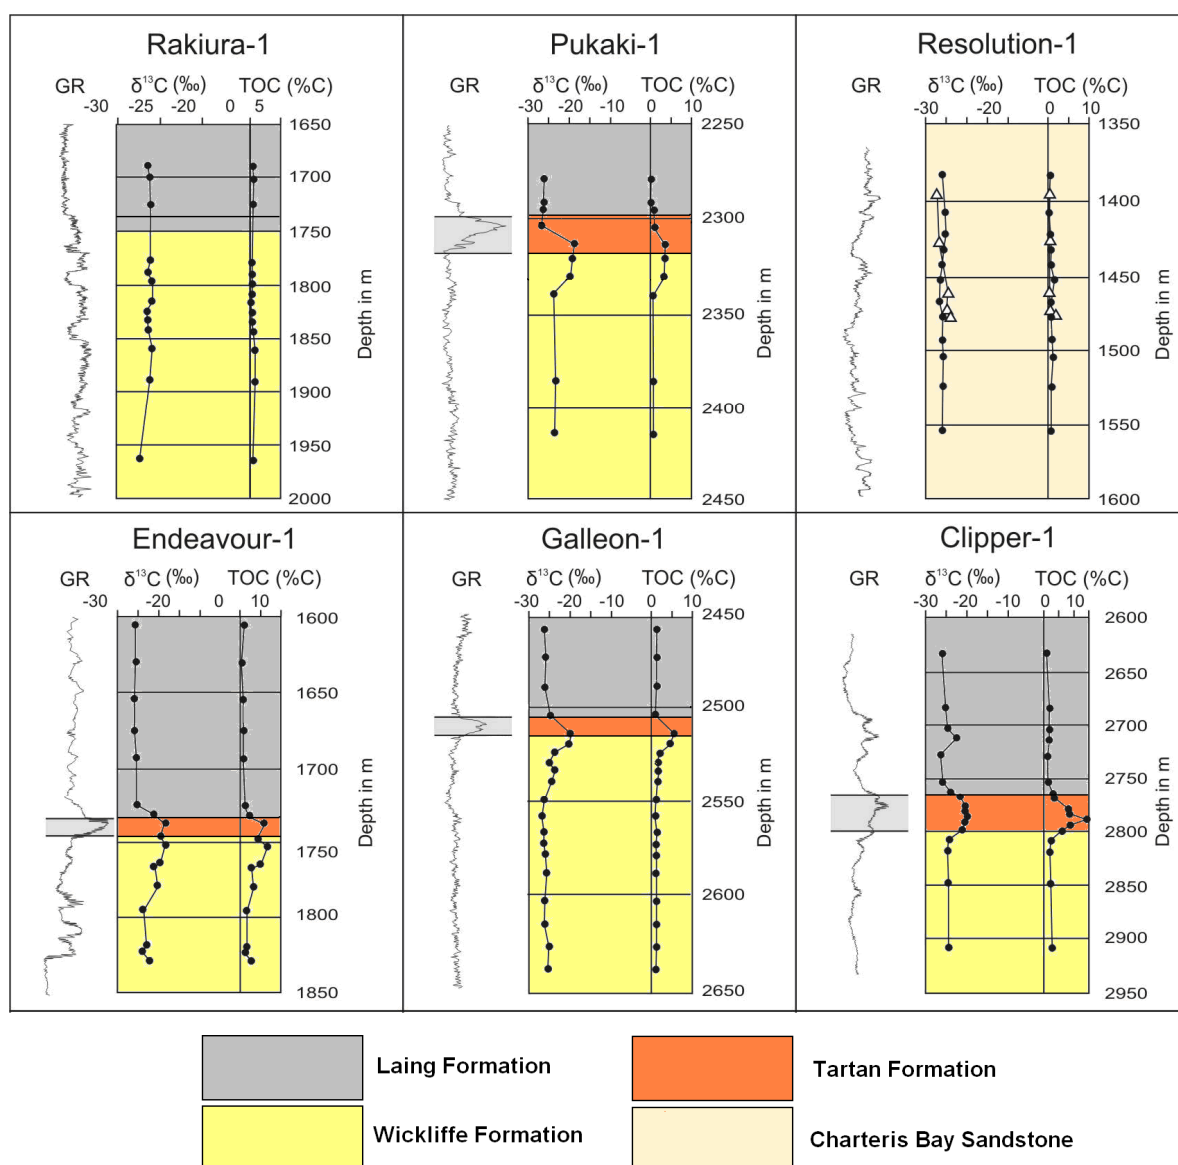 Rakiura-1
GR δ¹³C (‰) TOC (%C)
-30 -25 -20 0 5
1650
1700
1750
1800
1850
1900
1950
2000
Depth in m
Pukaki-1
GR δ¹³C (‰) TOC (%C)
-30 -20 -10 0 10
2250
2300
2350
2400
2450
Depth in m
Resolution-1
GR δ¹³C (‰) TOC (%C)
-30 -20 -10 0 10
1350
1400
1450
1500
1550
1600
Depth in m
Endeavour-1
GR δ¹³C (‰) TOC (%C)
-30 -20 -10 0 10
1600
1650
1700
1750
1800
1850
Depth in m
Galleon-1
GR δ¹³C (‰) TOC (%C)
-30 -20 -10 0 10
2450
2500
2550
2600
2650
Depth in m
Clipper-1
GR δ¹³C (‰) TOC (%C)
-30 -20 -10 0 10
2600
2650
2700
2750
2800
2850
2900
2950
Depth in m
Laing Formation
Tartan Formation
Wickliffe Formation
Charteris Bay Sandstone